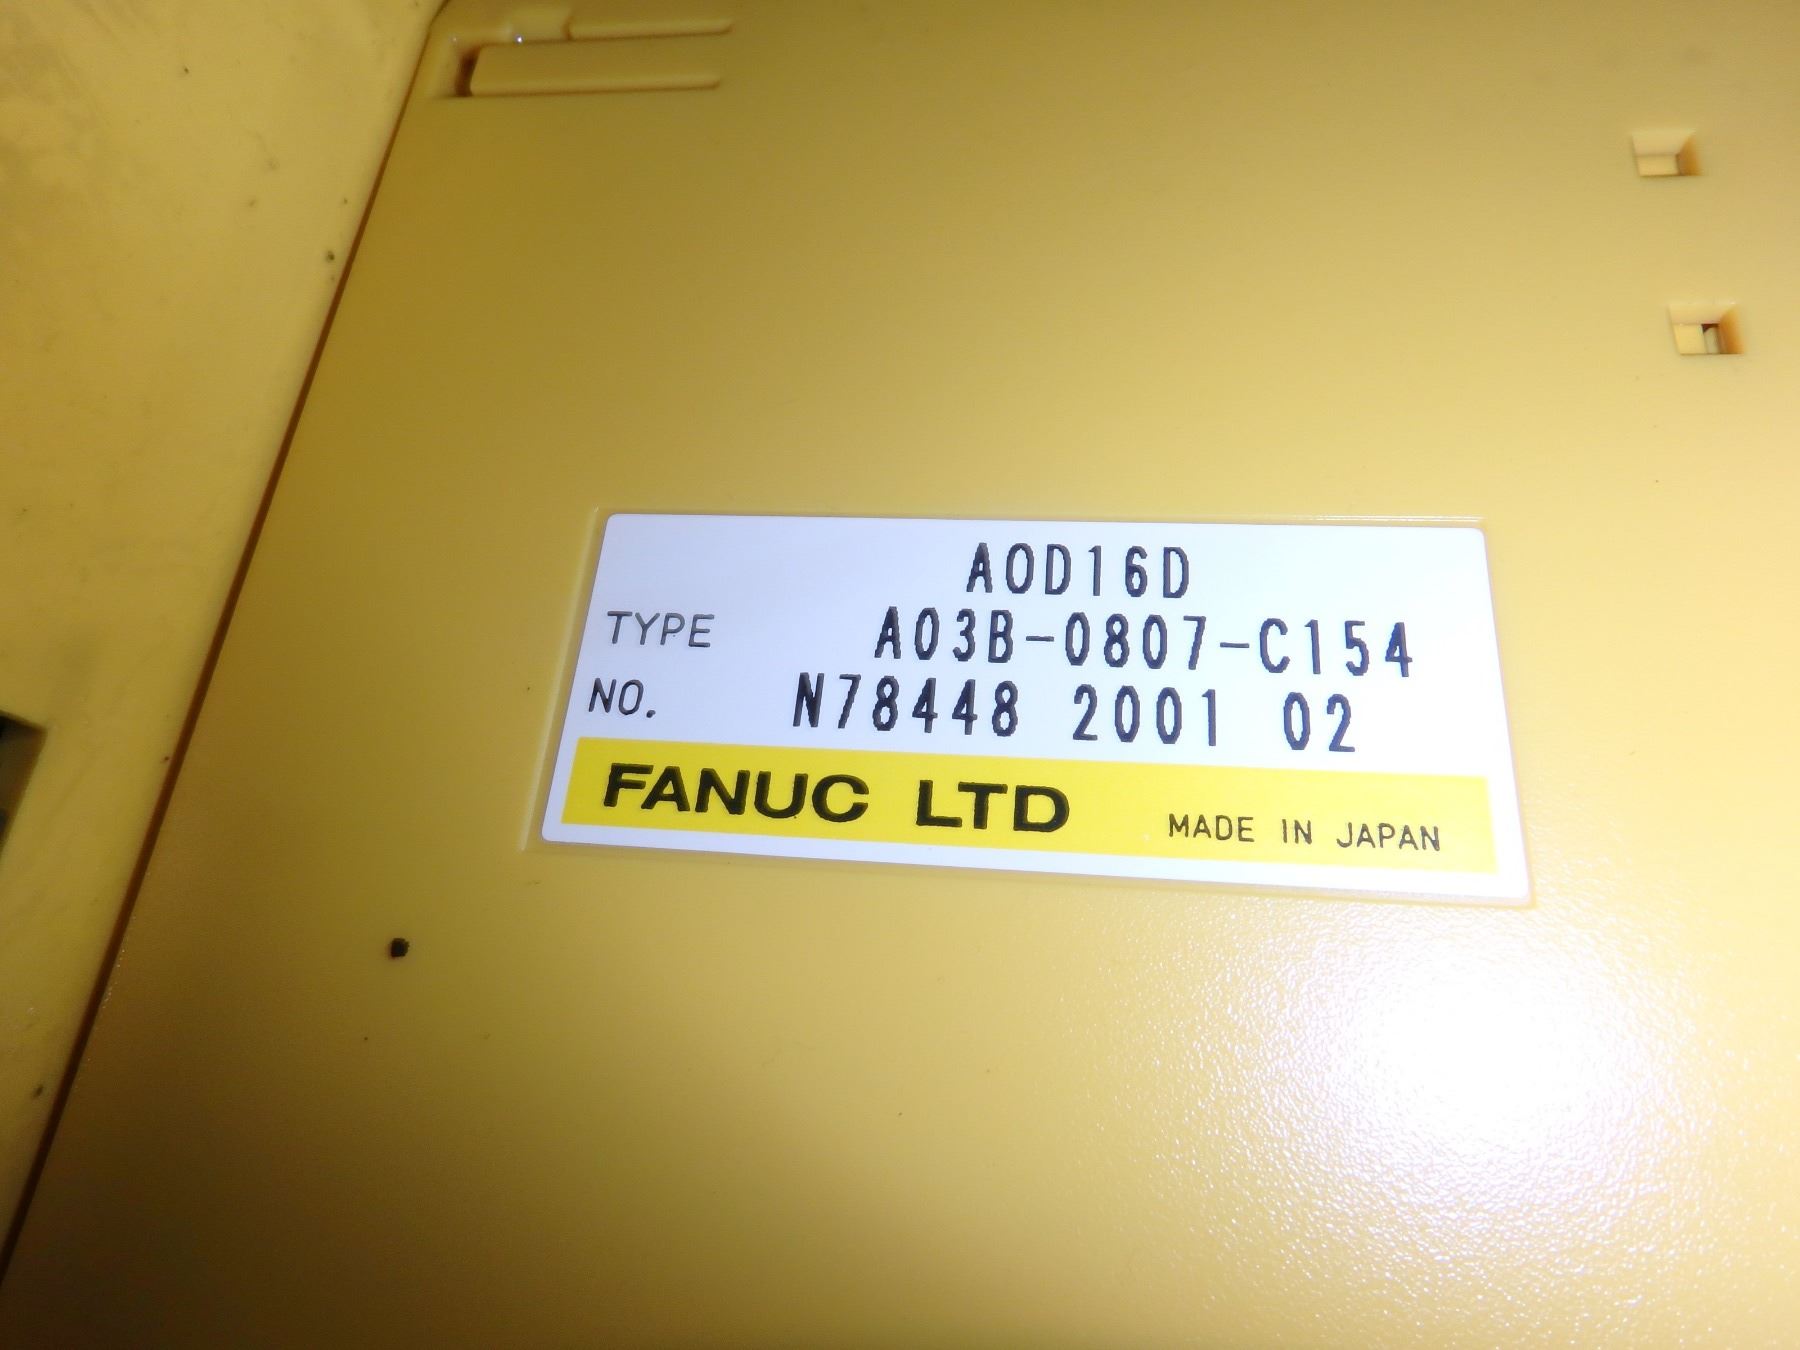 AOD16D
TYPE A03B-0807-C154
NO. N78448 2001 02
FANUC LTD MADE IN JAPAN